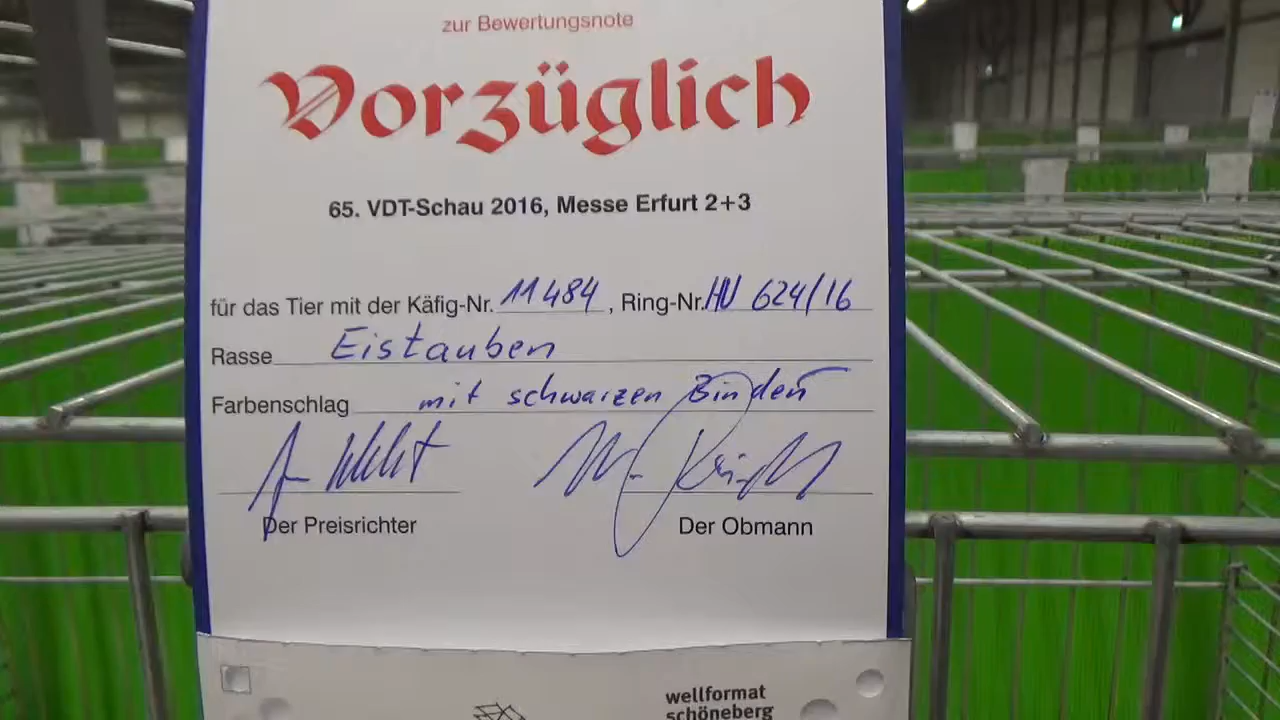 zur Bewertungsnote
Vorzüglich
65. VDT-Schau 2016, Messe Erfurt 2+3
für das Tier mit der Käfig-Nr. 11484, Ring-Nr. HU 624/16
Rasse Eistauben
Farbenschlag mit schwarzen Binden
Der Preisrichter Der Obmann
wellformat
schöneberg